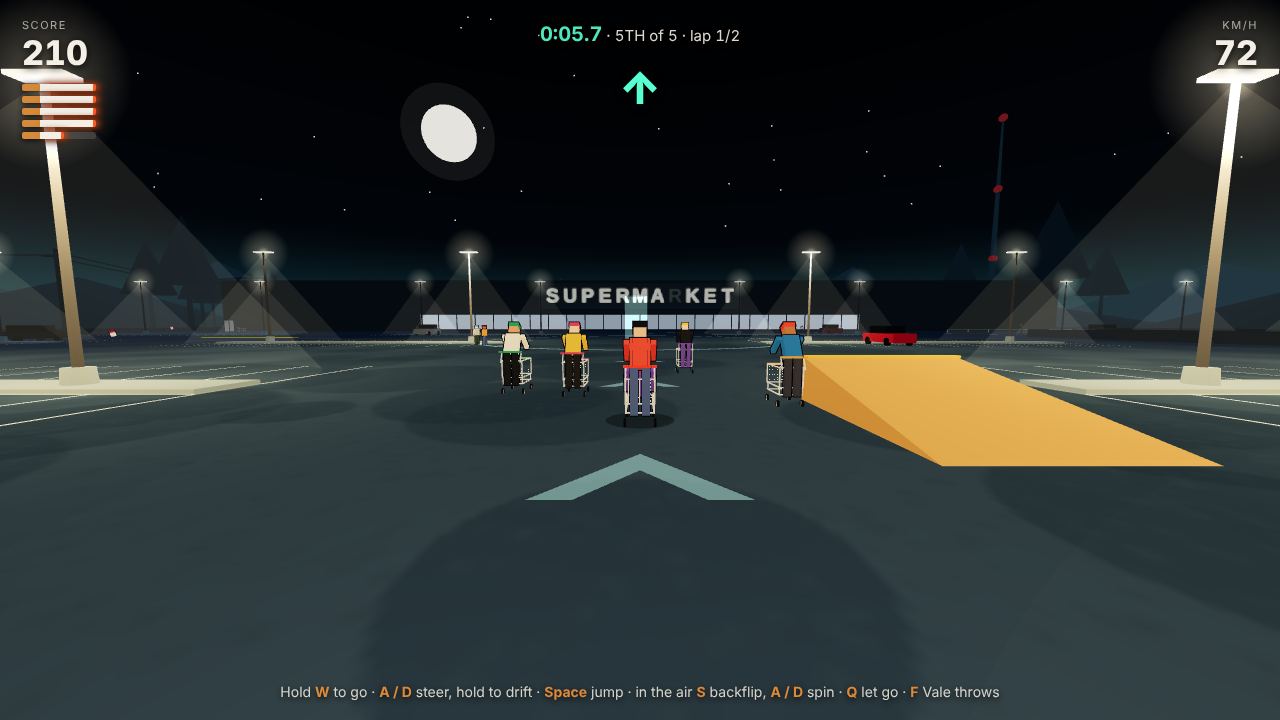 SCORE
210
0:05.7 · 5TH of 5 · lap 1/2
KM/H
72
SUPERMARKET
Hold W to go · A / D steer, hold to drift · Space jump · in the air S backflip, A / D spin · Q let go · F Vale throws